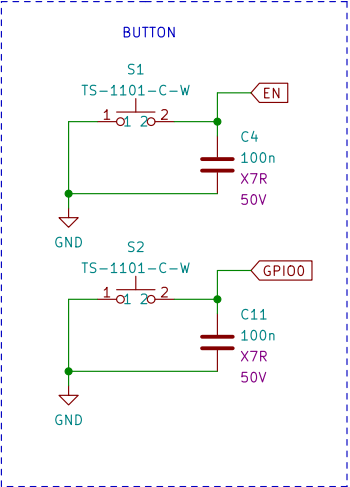 BUTTON
S1
TS-1101-C-W
1 1 2 2
EN
C4
100n
X7R
50V
GND
S2
TS-1101-C-W
1 1 2 2
GPIO0
C11
100n
X7R
50V
GND